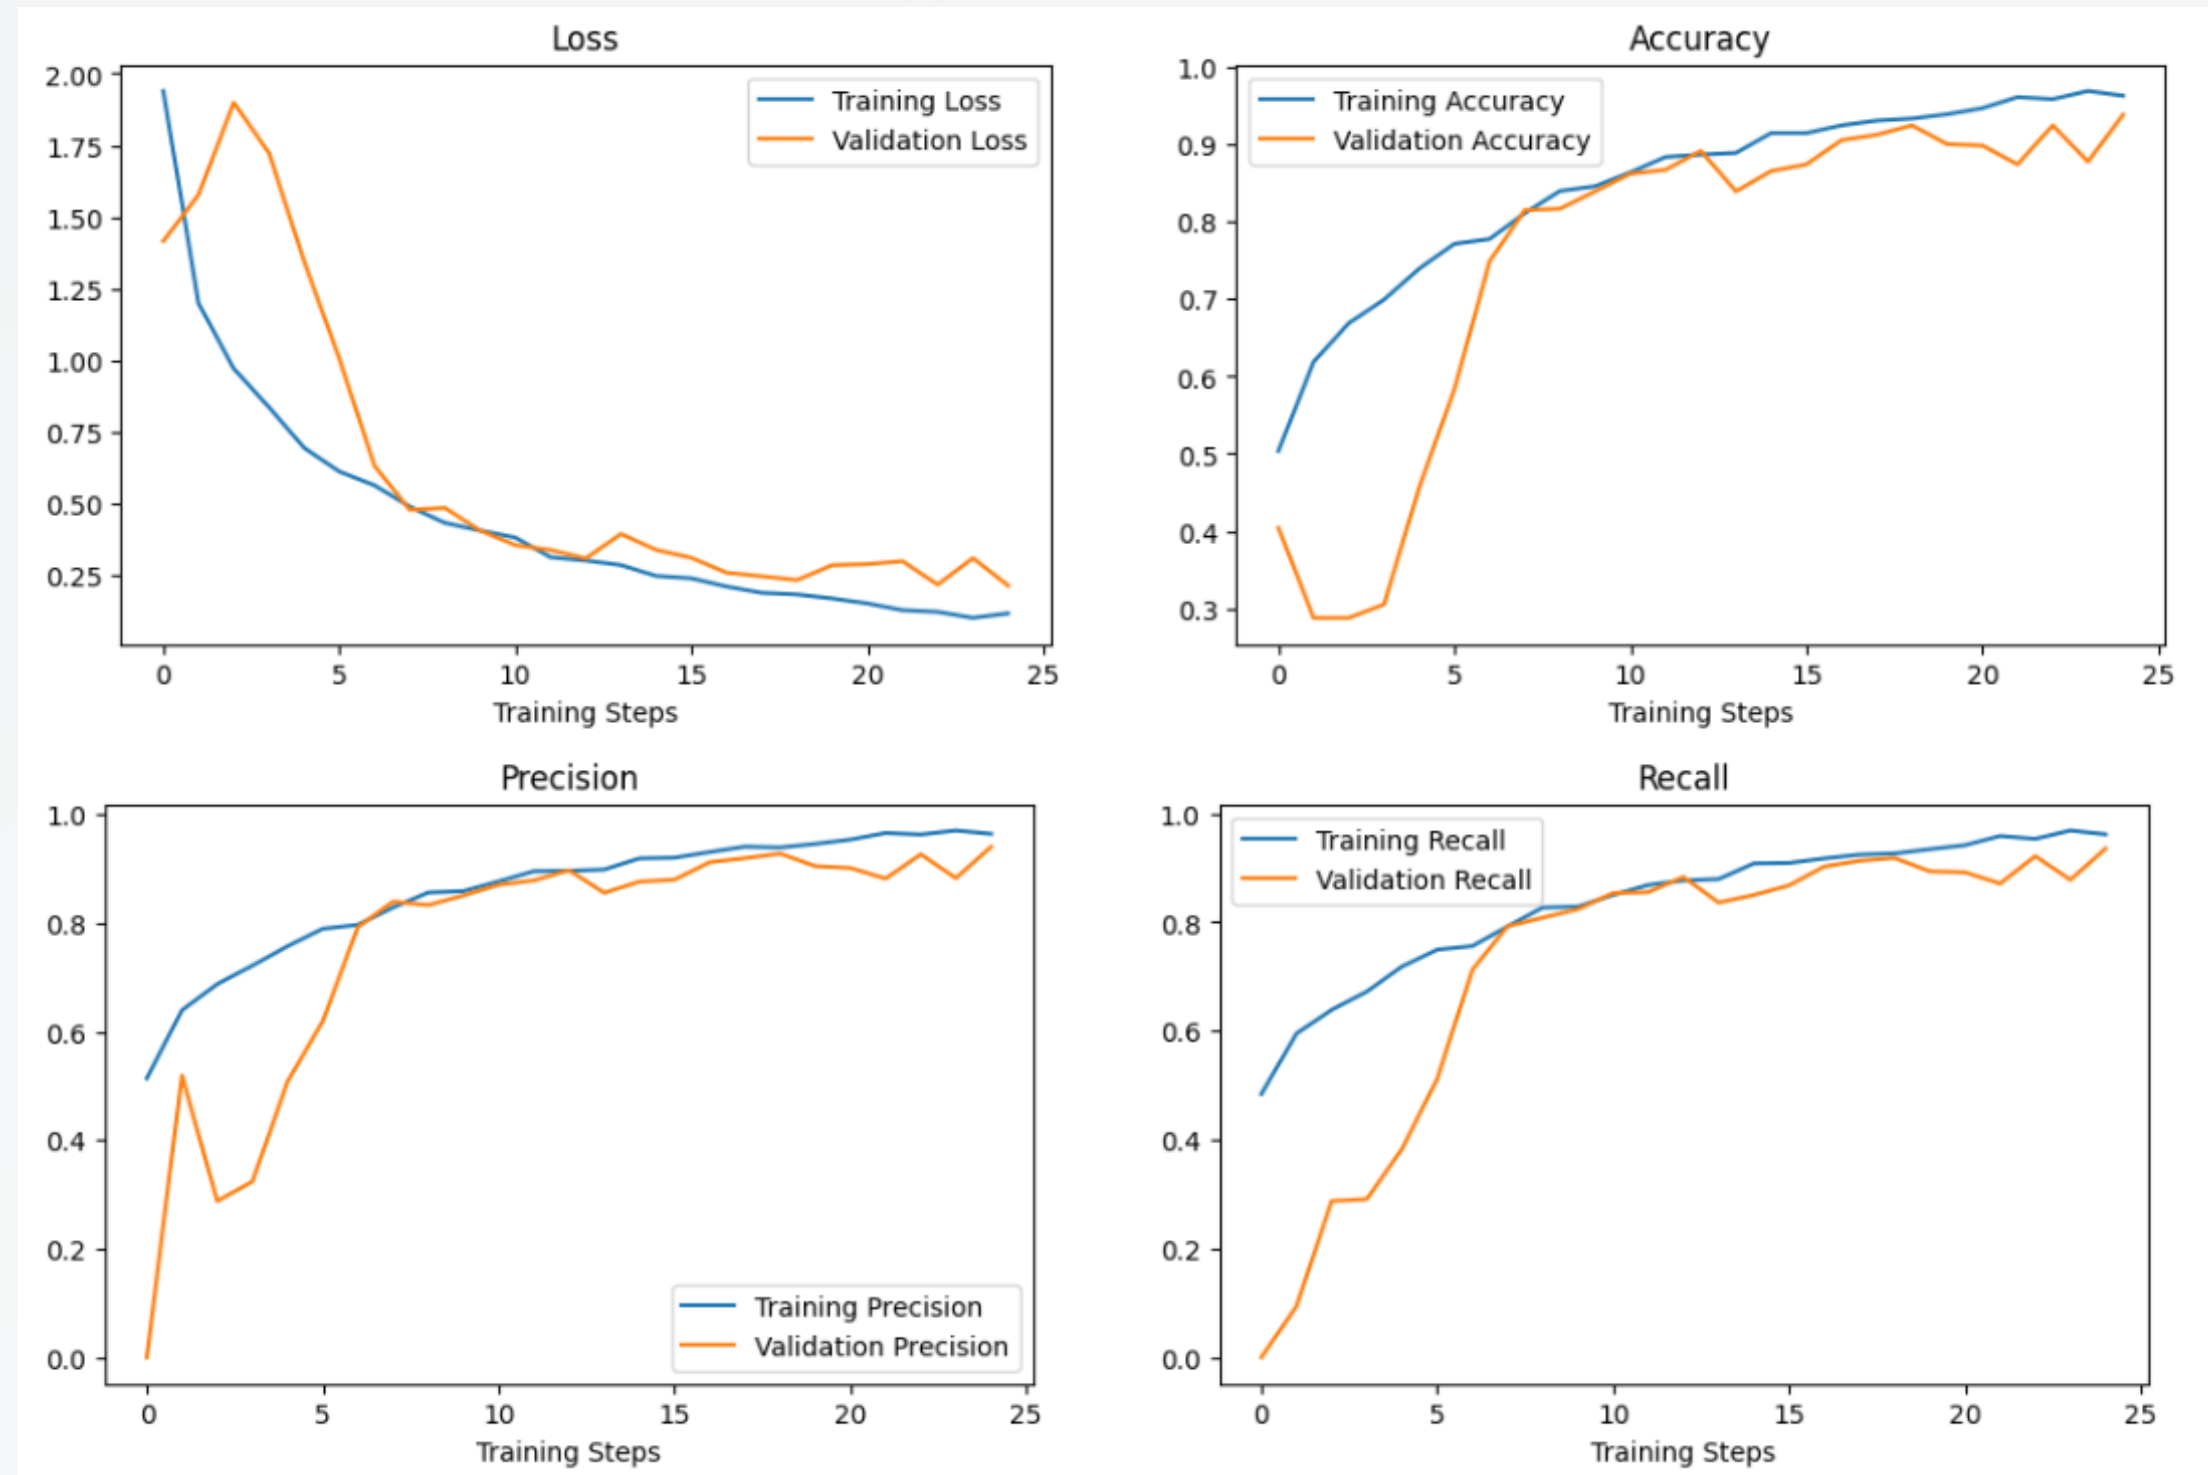 Loss
2.00
1.75
1.50
1.25
1.00
0.75
0.50
0.25
Training Loss
Validation Loss
0 5 10 15 20 25
Training Steps
Accuracy
1.0
0.9
0.8
0.7
0.6
0.5
0.4
0.3
Training Accuracy
Validation Accuracy
0 5 10 15 20 25
Training Steps
Precision
1.0
0.8
0.6
0.4
0.2
0.0
Training Precision
Validation Precision
0 5 10 15 20 25
Training Steps
Recall
1.0
0.8
0.6
0.4
0.2
0.0
Training Recall
Validation Recall
0 5 10 15 20 25
Training Steps